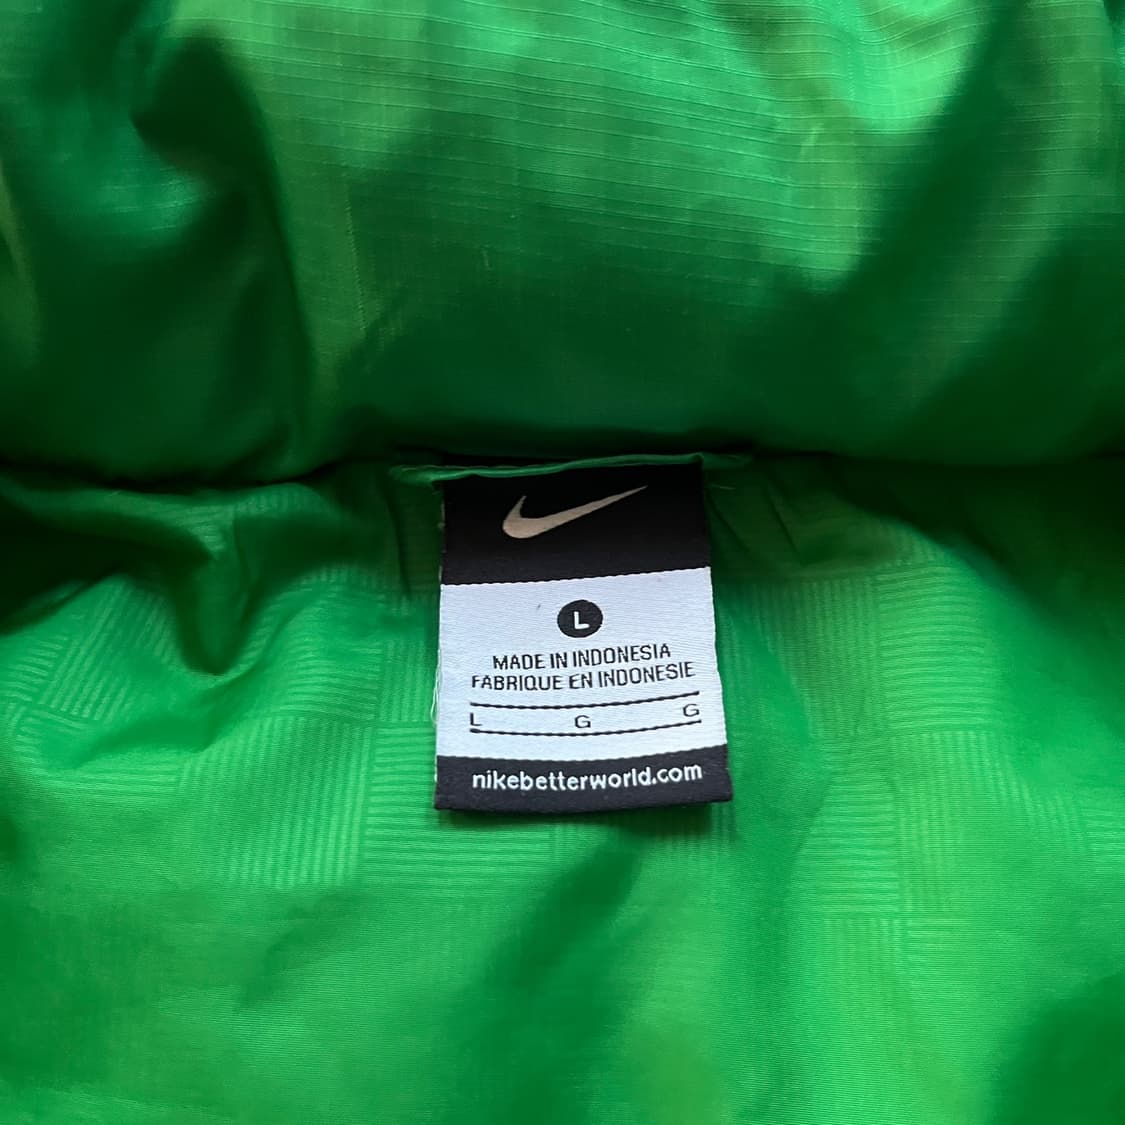 L
MADE IN INDONESIA
FABRIQUE EN INDONESIE
L G G
nikebetterworld.com